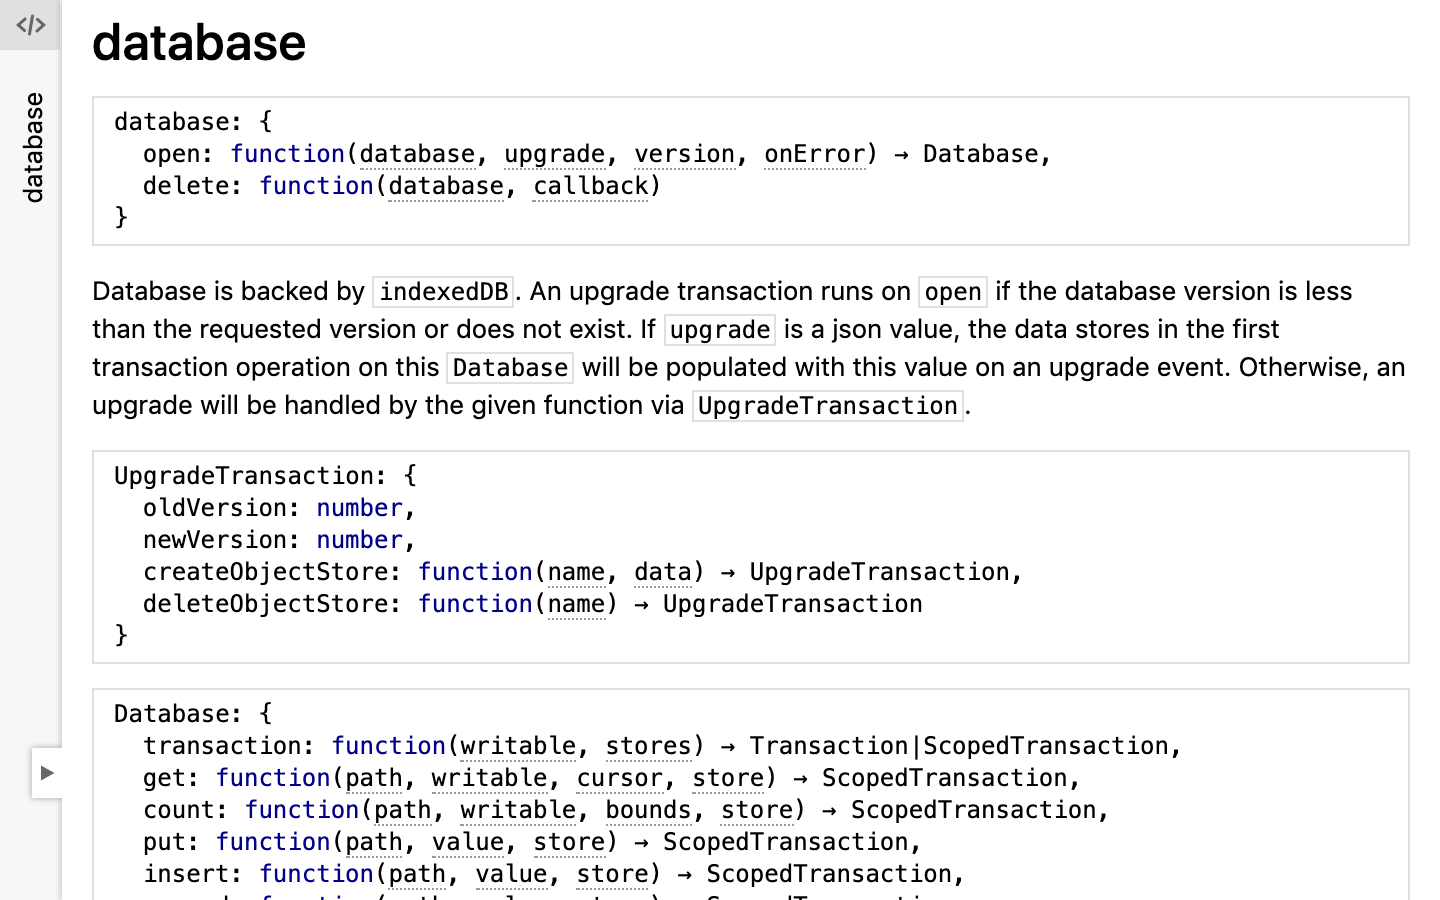 </>
database
database
database: {
open: function(database, upgrade, version, onError) → Database,
delete: function(database, callback)
}
Database is backed by indexedDB. An upgrade transaction runs on open if the database version is less
than the requested version or does not exist. If upgrade is a json value, the data stores in the first
transaction operation on this Database will be populated with this value on an upgrade event. Otherwise, an
upgrade will be handled by the given function via UpgradeTransaction.
UpgradeTransaction: {
oldVersion: number,
newVersion: number,
createObjectStore: function(name, data) → UpgradeTransaction,
deleteObjectStore: function(name) → UpgradeTransaction
}
Database: {
transaction: function(writable, stores) → Transaction|ScopedTransaction,
get: function(path, writable, cursor, store) → ScopedTransaction,
count: function(path, writable, bounds, store) → ScopedTransaction,
put: function(path, value, store) → ScopedTransaction,
insert: function(path, value, store) → ScopedTransaction,